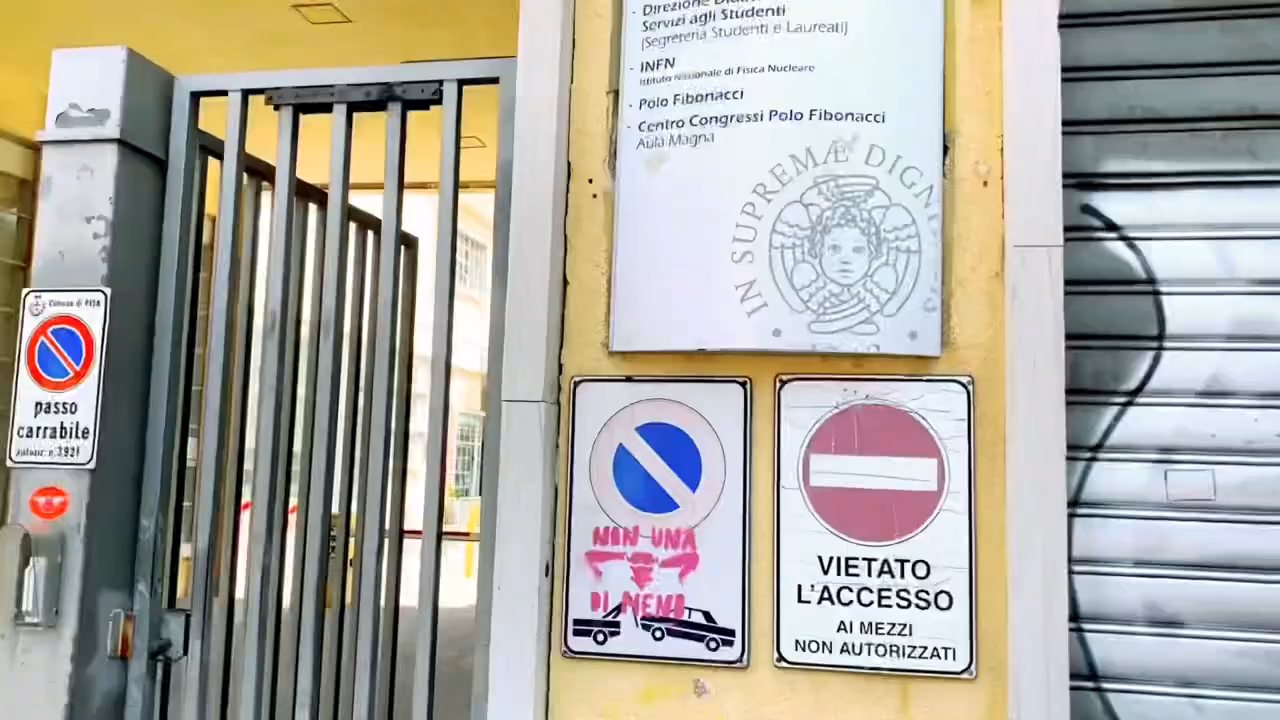 - Direzione
Servizi agli Studenti
(Segreteria Studenti e Laureati)
- INFN
Istituto Nazionale di Fisica Nucleare
- Polo Fibonacci
- Centro Congressi Polo Fibonacci
Aula Magna
IN SUPREMÆ DIGNI
Comune di PISA
passo
carrabile
NON UNA
DI MENO
VIETATO
L'ACCESSO
AI MEZZI
NON AUTORIZZATI